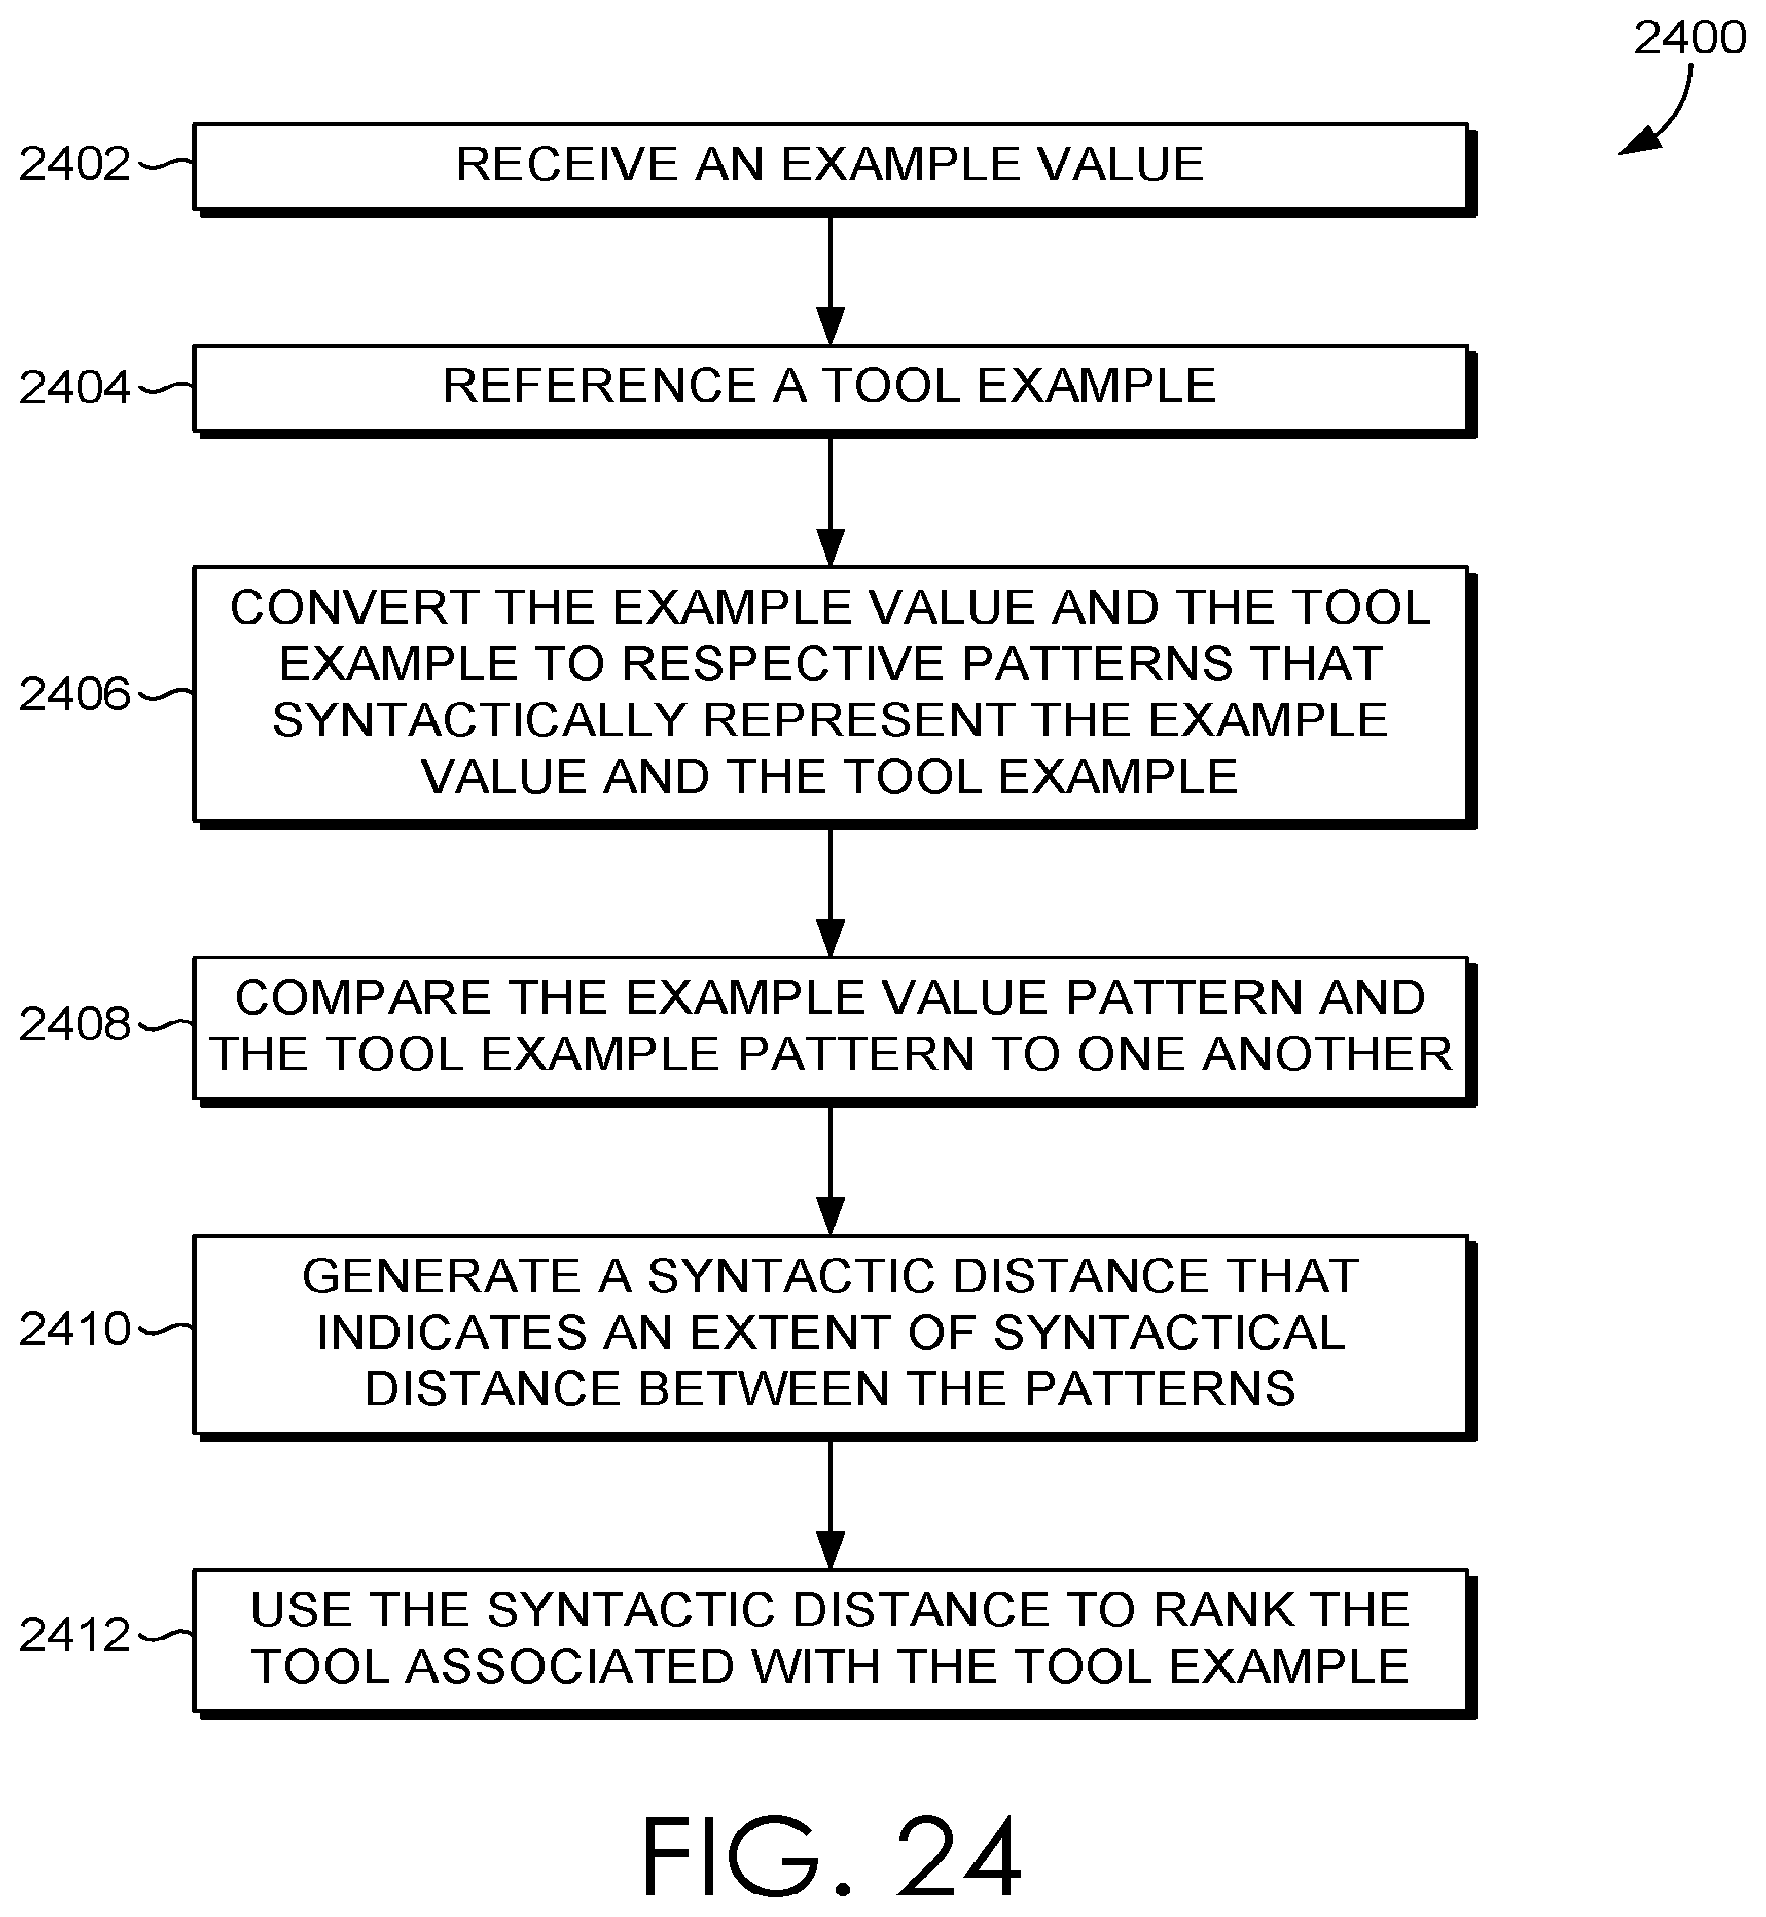 2400
2402
RECEIVE AN EXAMPLE VALUE
2404
REFERENCE A TOOL EXAMPLE
2406
CONVERT THE EXAMPLE VALUE AND THE TOOL
EXAMPLE TO RESPECTIVE PATTERNS THAT
SYNTACTICALLY REPRESENT THE EXAMPLE
VALUE AND THE TOOL EXAMPLE
2408
COMPARE THE EXAMPLE VALUE PATTERN AND
THE TOOL EXAMPLE PATTERN TO ONE ANOTHER
2410
GENERATE A SYNTACTIC DISTANCE THAT
INDICATES AN EXTENT OF SYNTACTICAL
DISTANCE BETWEEN THE PATTERNS
2412
USE THE SYNTACTIC DISTANCE TO RANK THE
TOOL ASSOCIATED WITH THE TOOL EXAMPLE
FIG. 24